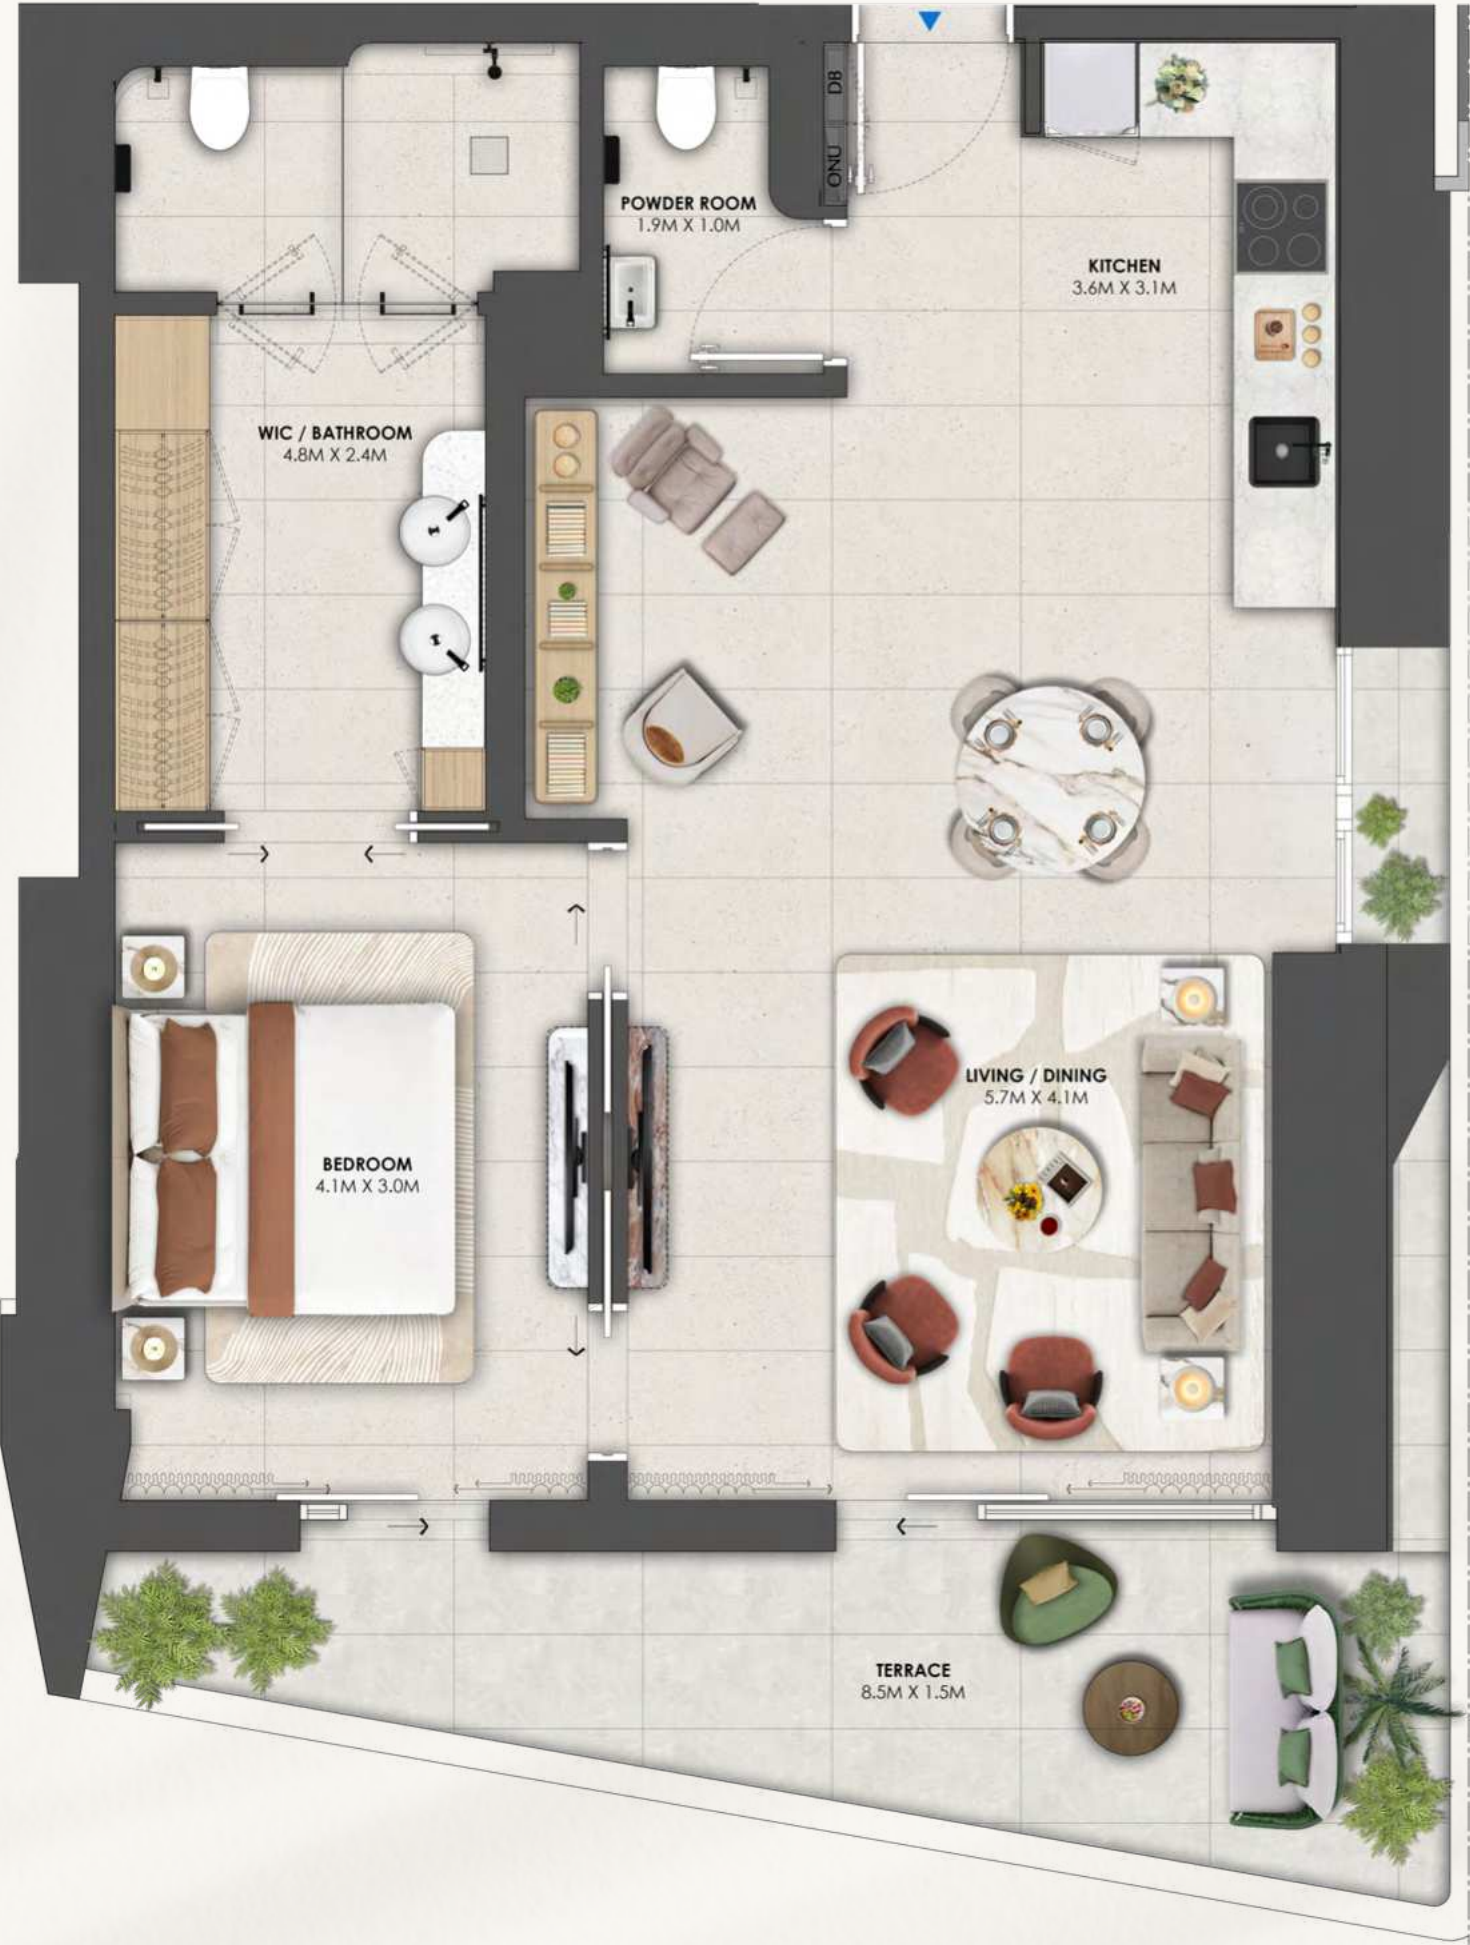 DB
ONU
POWDER ROOM
1.9M X 1.0M
KITCHEN
3.6M X 3.1M
WIC / BATHROOM
4.8M X 2.4M
LIVING / DINING
5.7M X 4.1M
BEDROOM
4.1M X 3.0M
TERRACE
8.5M X 1.5M